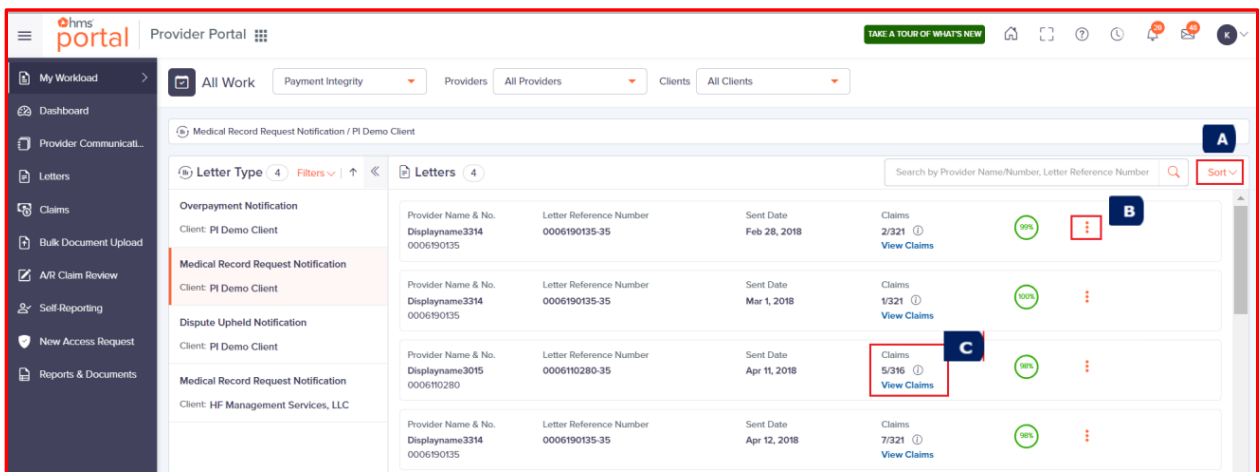 hms
portal
Provider Portal
TAKE A TOUR OF WHAT'S NEW
20
48
K
My Workload
Dashboard
Provider Communicati...
Letters
Claims
Bulk Document Upload
A/R Claim Review
Self-Reporting
New Access Request
Reports & Documents
All Work
Payment Integrity
Providers
All Providers
Clients
All Clients
Medical Record Request Notification / PI Demo Client
A
Letter Type 4 Filters
Letters 4
Search by Provider Name/Number, Letter Reference Number
Sort
Overpayment Notification
Client: PI Demo Client
Medical Record Request Notification
Client: PI Demo Client
Dispute Upheld Notification
Client: PI Demo Client
Medical Record Request Notification
Client: HF Management Services, LLC
B
Provider Name & No. Letter Reference Number Sent Date Claims
Displayname3314 0006190135-35 Feb 28, 2018 2/321 99%
0006190135 View Claims
Provider Name & No. Letter Reference Number Sent Date Claims
Displayname3314 0006190135-35 Mar 1, 2018 1/321 100%
0006190135 View Claims
C
Provider Name & No. Letter Reference Number Sent Date Claims
Displayname3015 0006110280-35 Apr 11, 2018 5/316 98%
0006110280 View Claims
Provider Name & No. Letter Reference Number Sent Date Claims
Displayname3314 0006190135-35 Apr 12, 2018 7/321 98%
0006190135 View Claims